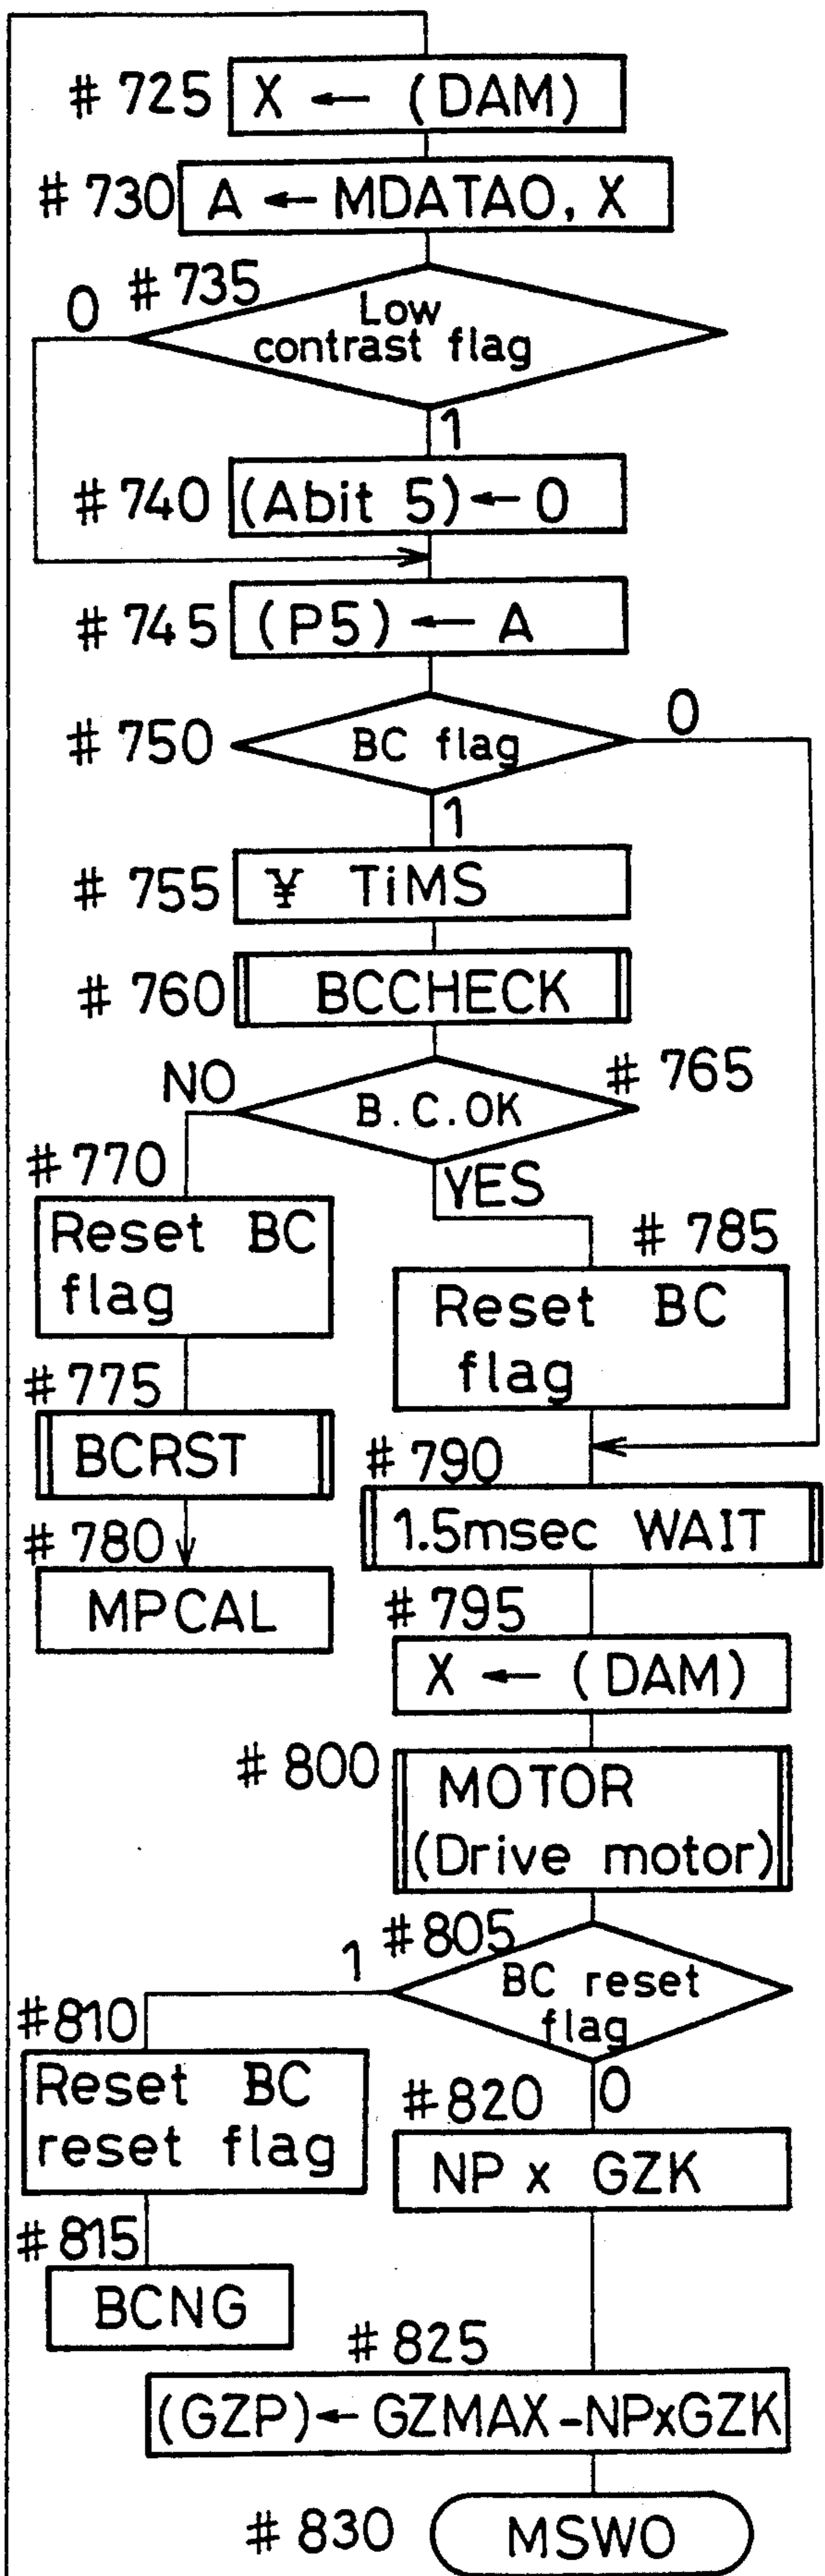 # 725 X ← (DAM)
# 730 A ← MDATAO, X
# 735
0
Low
contrast flag
1
# 740 (Abit 5) ← 0
# 745 (P5) ← A
# 750 BC flag
0
1
# 755 ¥ TiMS
# 760 BCCHECK
# 765
NO
B.C.OK
YES
# 770
Reset BC
flag
# 785
Reset BC
flag
# 775
BCRST
# 780
MPCAL
# 790
1.5msec WAIT
# 795
X ← (DAM)
# 800 MOTOR
(Drive motor)
# 805
1
BC reset
flag
0
# 810
Reset BC
reset flag
# 815
BCNG
# 820
NP x GZK
# 825
(GZP) ← GZMAX-NPxGZK
# 830 MSWO